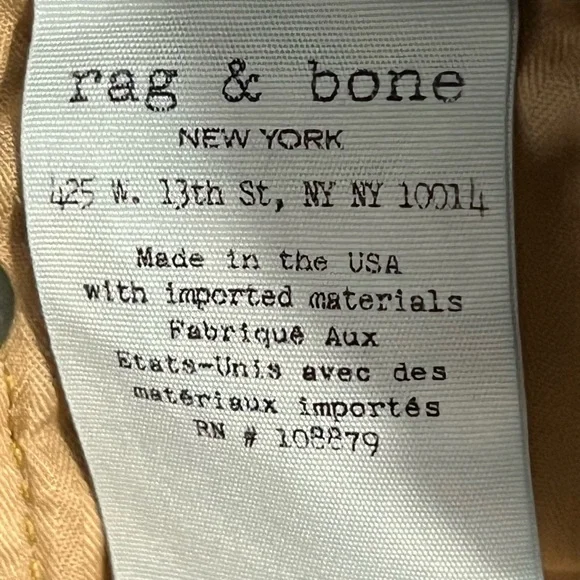 rag & bone
NEW YORK
425 W. 13th St, NY NY 10014
Made in the USA
with imported materials
Fabriqué Aux
Etats-Unis avec des
matériaux importés
RN # 108879